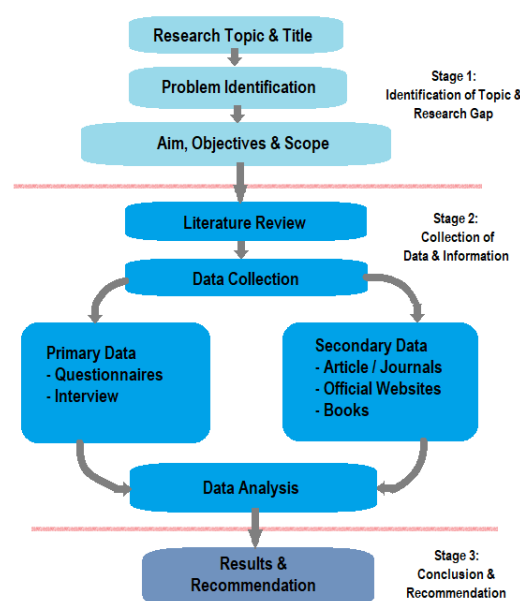 Research Topic & Title
Problem Identification
Aim, Objectives & Scope
Stage 1:
Identification of Topic &
Research Gap
Literature Review
Data Collection
Stage 2:
Collection of
Data & Information
Primary Data
- Questionnaires
- Interview
Secondary Data
- Article / Journals
- Official Websites
- Books
Data Analysis
Results &
Recommendation
Stage 3:
Conclusion &
Recommendation